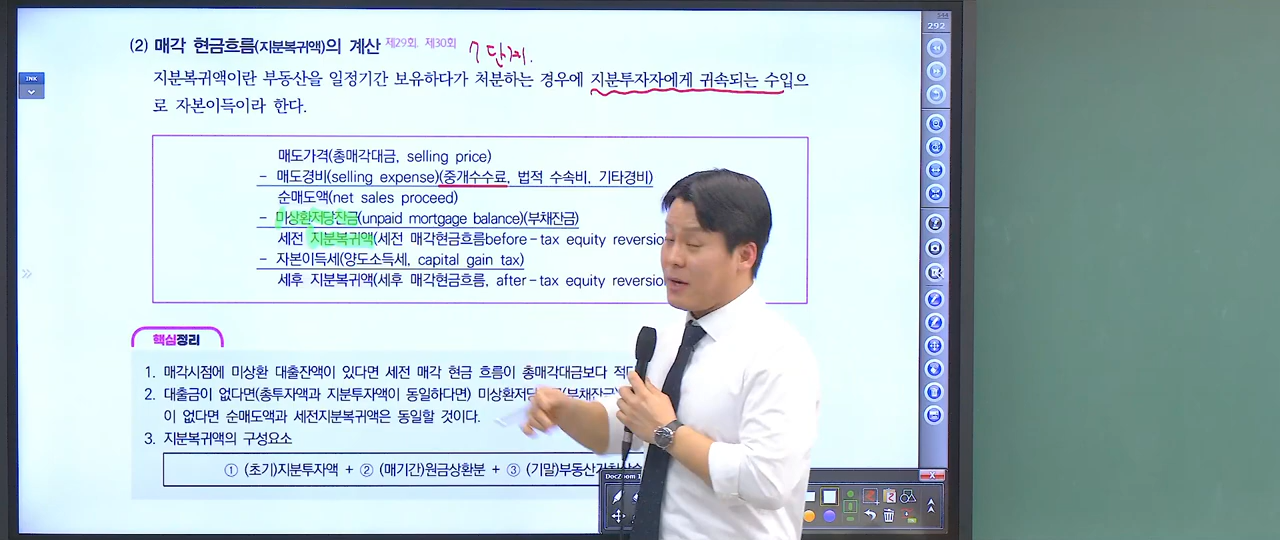 (2) 매각 현금흐름(지분복귀액)의 계산 제29회, 제30회 7단계.
지분복귀액이란 부동산을 일정기간 보유하다가 처분하는 경우에 지분투자자에게 귀속되는 수입으
로 자본이득이라 한다.
매도가격(총매각대금, selling price)
- 매도경비(selling expense)(중개수수료, 법적 수속비, 기타경비)
순매도액(net sales proceed)
- 미상환저당잔금(unpaid mortgage balance)(부채잔금)
세전 지분복귀액(세전 매각현금흐름before-tax equity reversio
- 자본이득세(양도소득세, capital gain tax)
세후 지분복귀액(세후 매각현금흐름, after-tax equity reversio
핵심정리
1. 매각시점에 미상환 대출잔액이 있다면 세전 매각 현금 흐름이 총매각대금보다
2. 대출금이 없다면(총투자액과 지분투자액이 동일하다면)
이 없다면 순매도액과 세전지분복귀액은 동일할 것이다.
3. 지분복귀액의 구성요소
① (초기)지분투자액 + ② (매기간)원금상환분 + ③ (기말)
INK
544
292
DocZoom
X